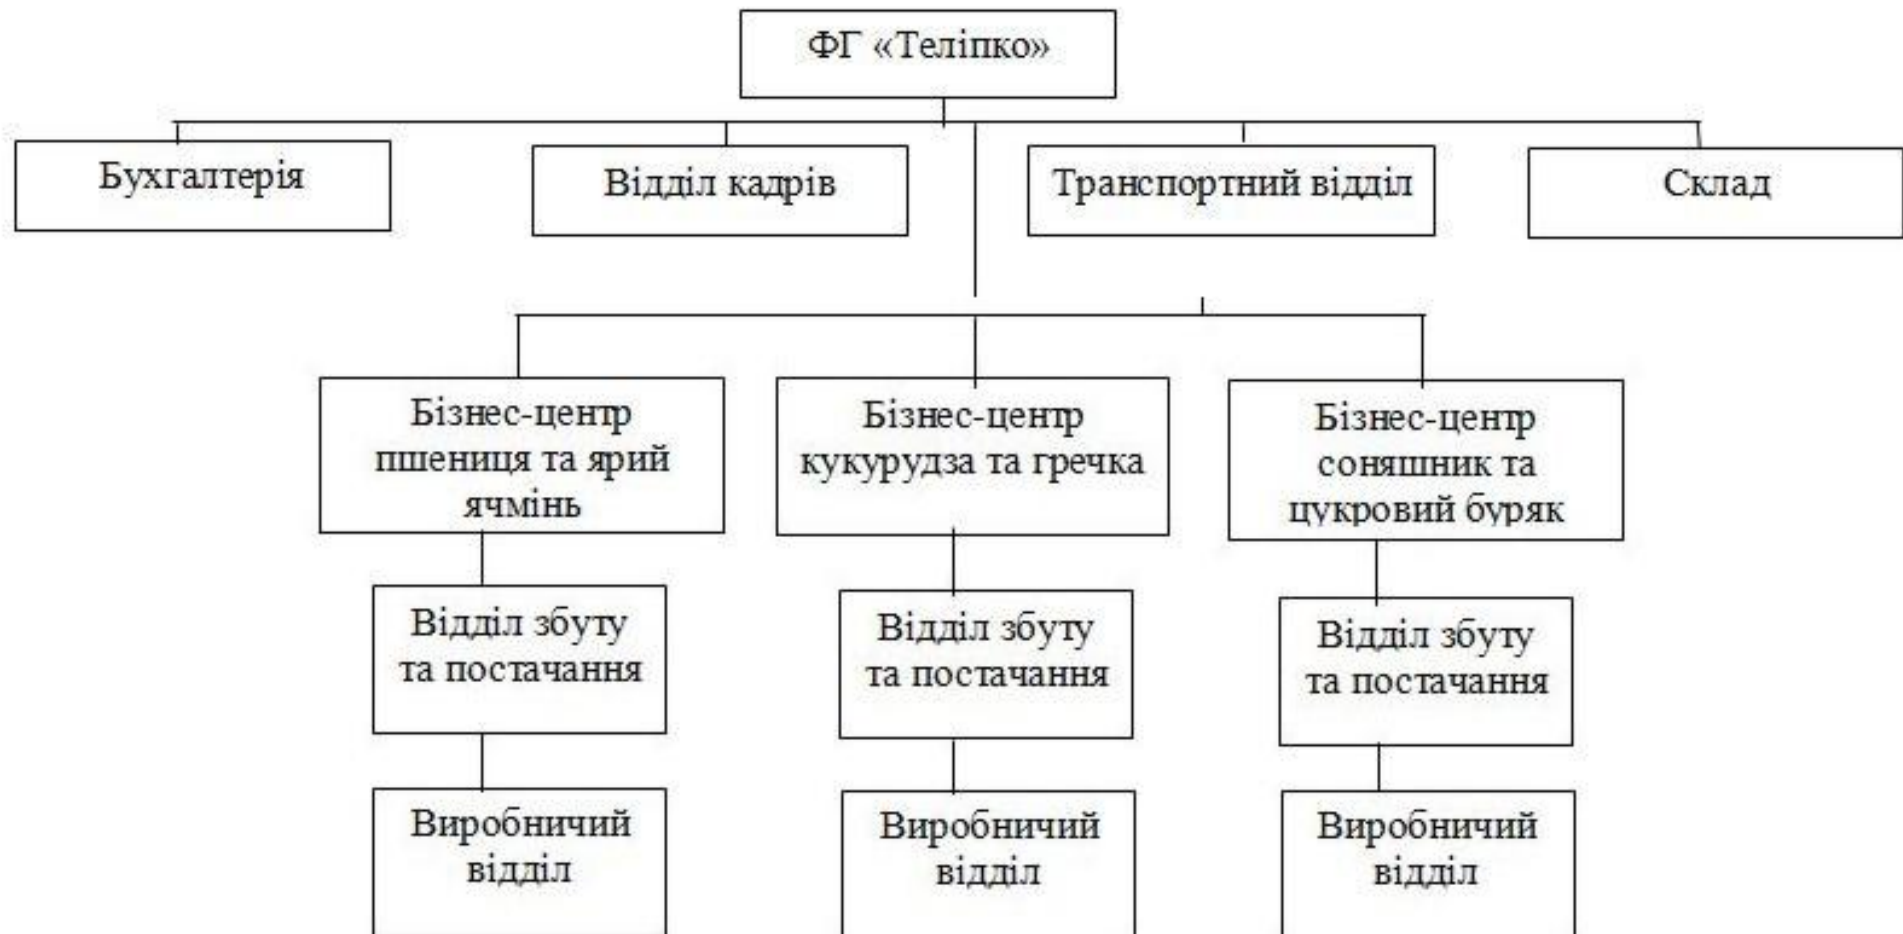 ФГ «Теліпко»
Бухгалтерія
Відділ кадрів
Транспортний відділ
Склад
Бізнес-центр
пшениця та ярий
ячмінь
Бізнес-центр
кукурудза та гречка
Бізнес-центр
соняшник та
цукровий буряк
Відділ збуту
та постачання
Відділ збуту
та постачання
Відділ збуту
та постачання
Виробничий
відділ
Виробничий
відділ
Виробничий
відділ